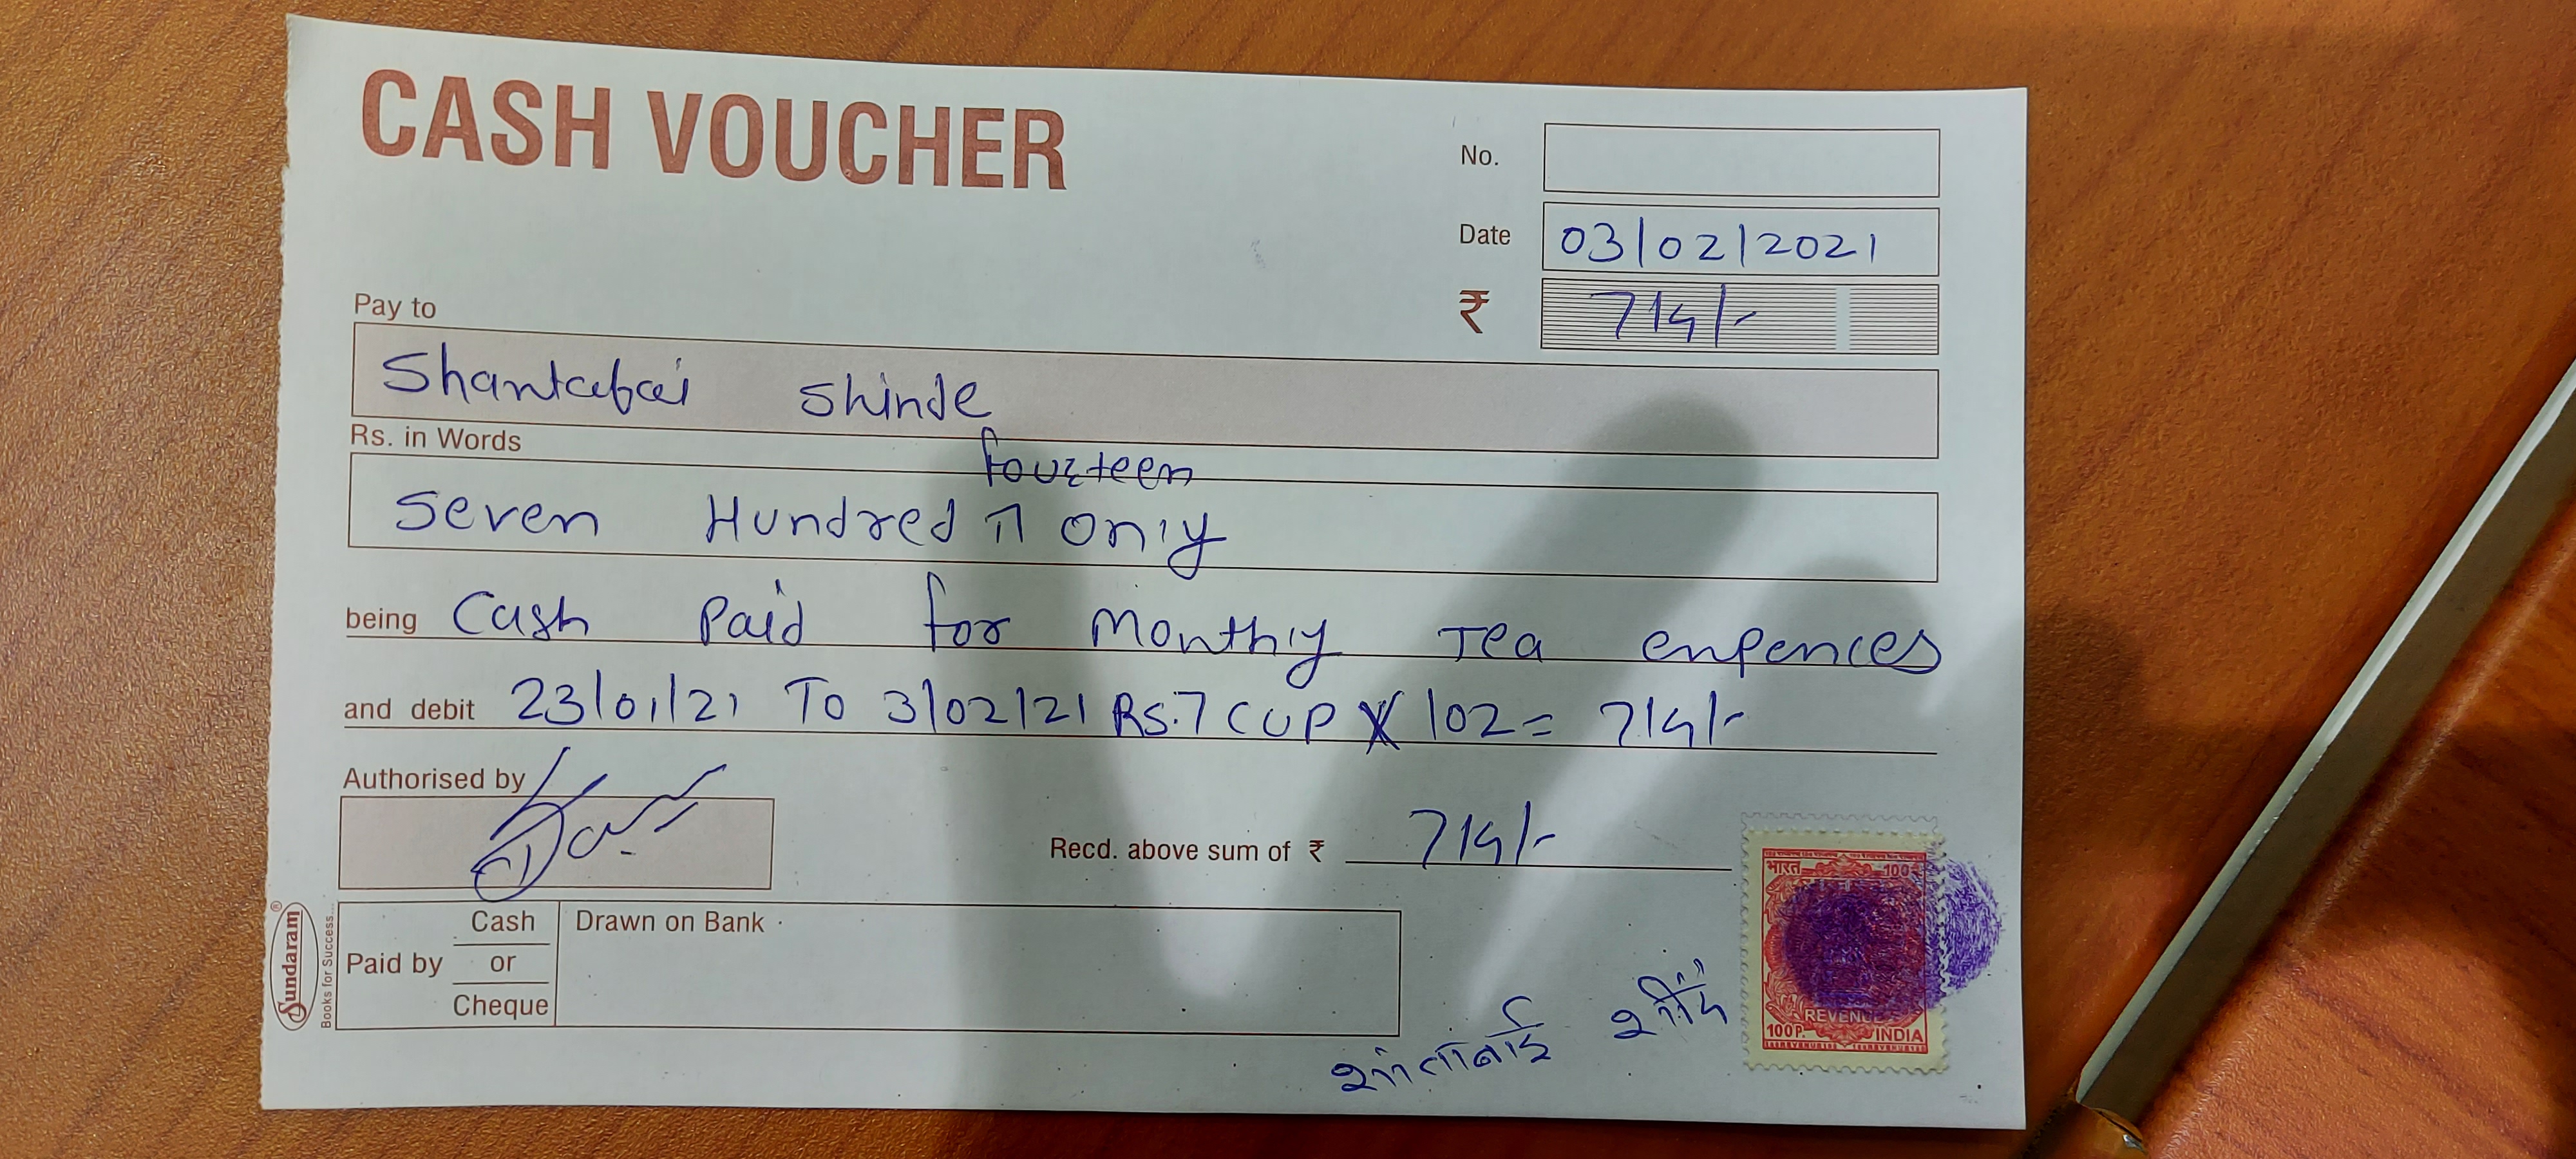 CASH VOUCHER
No.
Date 03/02/2021
₹ 714/-
Pay to
Shantabai Shinde
Rs. in Words
fourteen
Seven Hundred only
being Cash Paid for Monthly Tea expences
and debit 23/01/21 To 3/02/21 Rs.7 CUP X 102 = 714/-
Authorised by
Recd. above sum of ₹ 714/-
Paid by Cash or Cheque
Drawn on Bank
शांताबाई शिंदे
Sundaram®
Books for Success...
भारत
100P. 100
REVENUE
INDIA